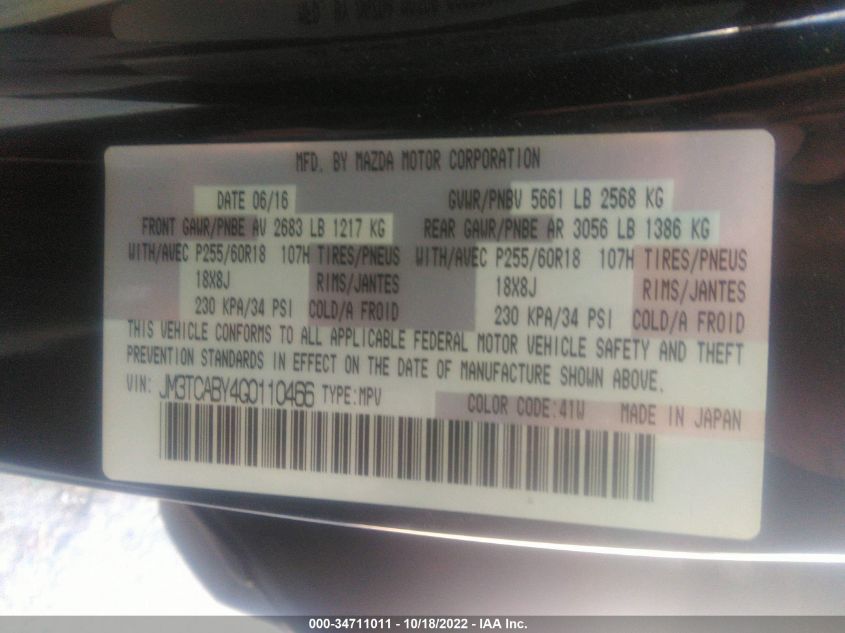 MFD. BY MAZDA MOTOR CORPORATION
DATE 06/16 GVWR/PNBV 5661 LB 2568 KG
FRONT GAWR/PNBE AV 2683 LB 1217 KG REAR GAWR/PNBE AR 3056 LB 1386 KG
WITH/AVEC P255/60R18 107H TIRES/PNEUS WITH/AVEC P255/60R18 107H TIRES/PNEUS
18X8J RIMS/JANTES 18X8J RIMS/JANTES
230 KPA/34 PSI COLD/A FROID 230 KPA/34 PSI COLD/A FROID
THIS VEHICLE CONFORMS TO ALL APPLICABLE FEDERAL MOTOR VEHICLE SAFETY AND THEFT
PREVENTION STANDARDS IN EFFECT ON THE DATE OF MANUFACTURE SHOWN ABOVE.
VIN: JM3TCABY4G0110466 TYPE:MPV COLOR CODE:41W MADE IN JAPAN
000-34711011 - 10/18/2022 - IAA Inc.